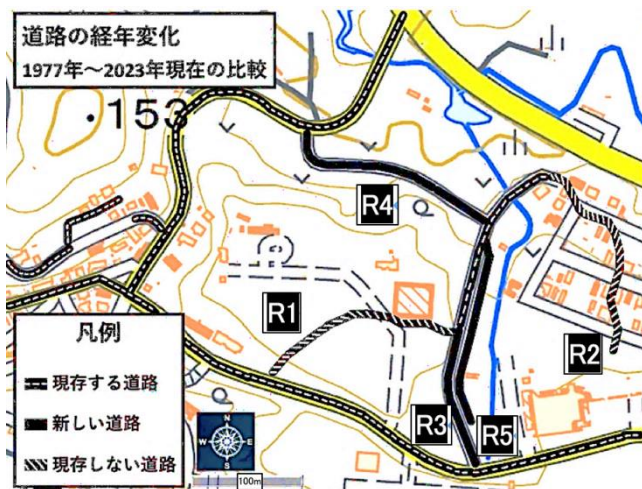 道路の経年変化
1977年～2023年現在の比較
153
R4
R1
R2
R3
R5
凡例
現存する道路
新しい道路
現存しない道路
N
W
E
S
100m